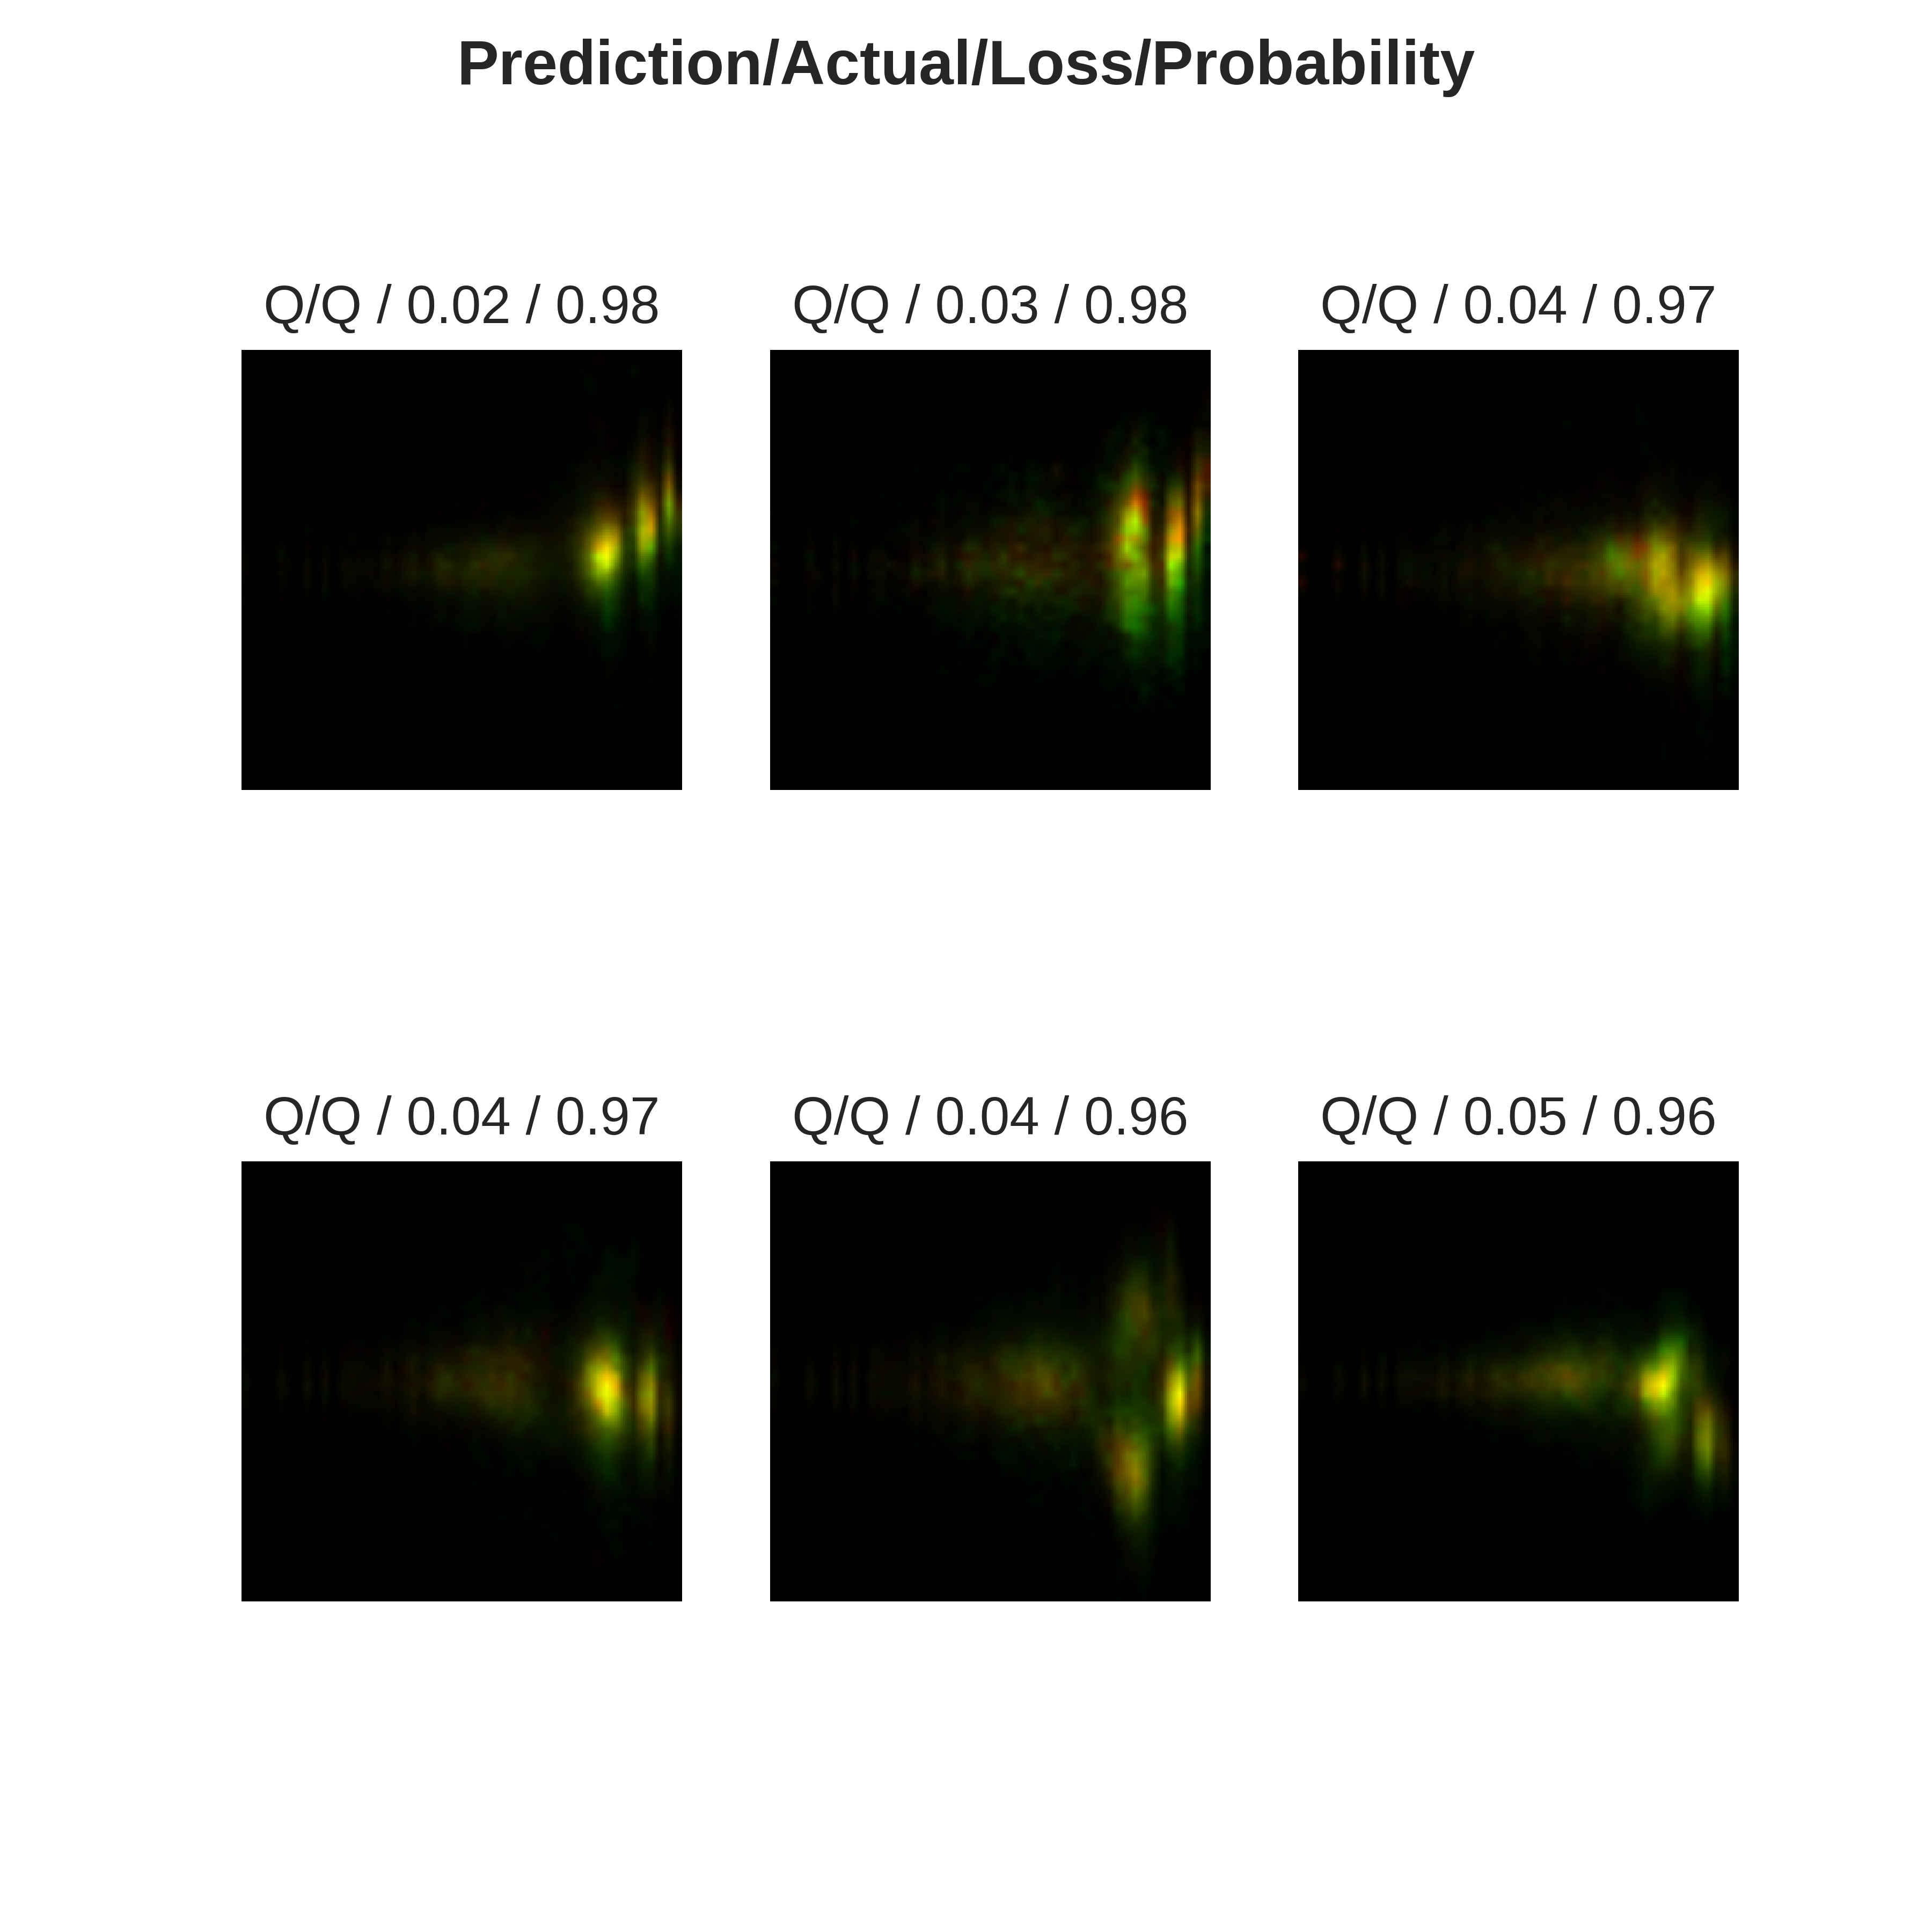 Prediction/Actual/Loss/Probability
Q/Q / 0.02 / 0.98
Q/Q / 0.03 / 0.98
Q/Q / 0.04 / 0.97
Q/Q / 0.04 / 0.97
Q/Q / 0.04 / 0.96
Q/Q / 0.05 / 0.96